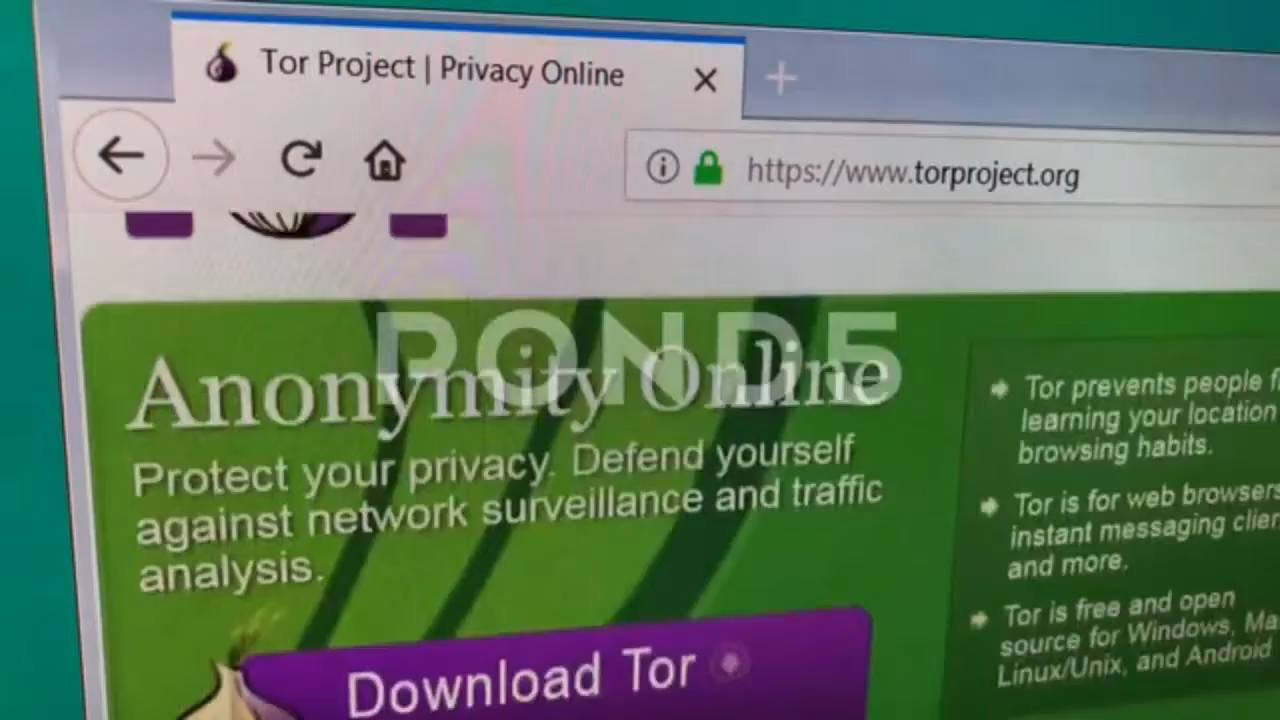 Tor Project | Privacy Online
https://www.torproject.org
POND5
Anonymity Online
Protect your privacy. Defend yourself
against network surveillance and traffic
analysis.
Download Tor
Tor prevents people
learning your location
browsing habits.
Tor is for web browsers
instant messaging
and more.
Tor is free and open
source for Windows,
Linux/Unix, and Android